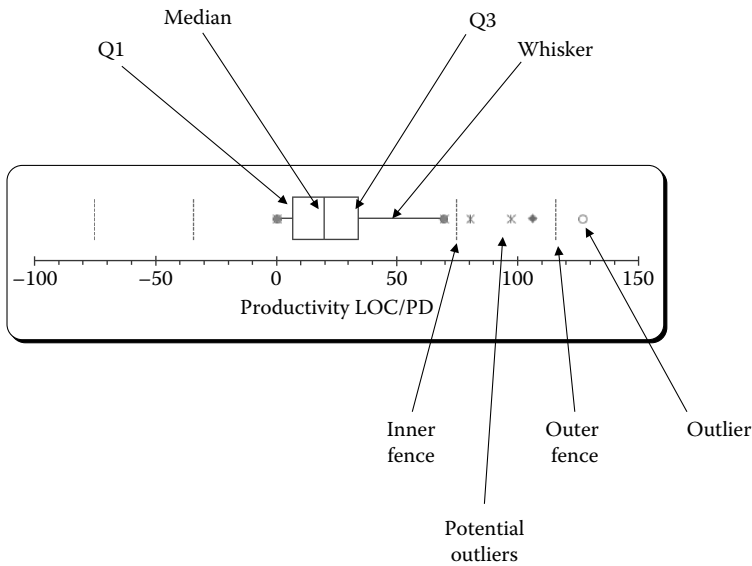 Median
Q1
Q3
Whisker
−100
−50
0
50
100
150
Productivity LOC/PD
Inner
fence
Outer
fence
Outlier
Potential
outliers